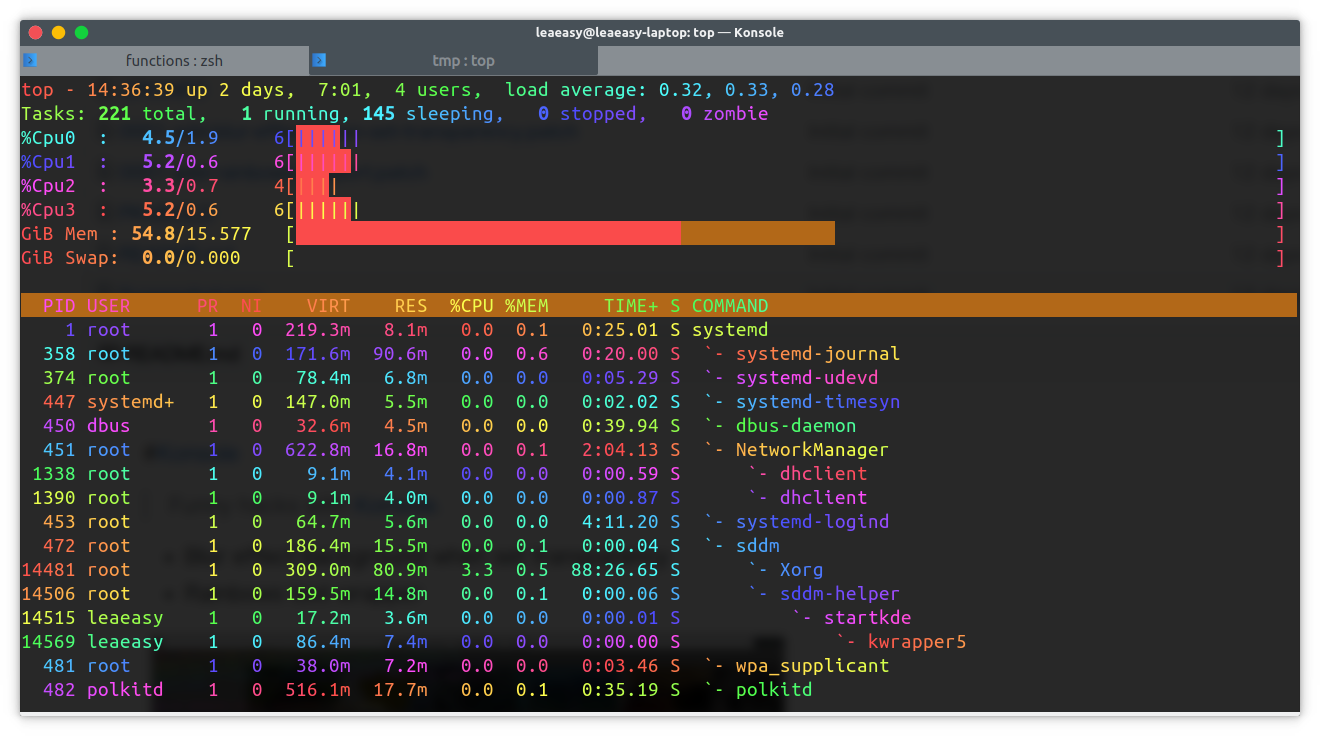 leaeasy@leaeasy-laptop: top — Konsole
functions : zsh tmp : top
top - 14:36:39 up 2 days,  7:01,  4 users,  load average: 0.32, 0.33, 0.28
Tasks: 221 total,   1 running, 145 sleeping,   0 stopped,   0 zombie
%Cpu0  :   4.5/1.9     6[||||||                                                                                    ]
%Cpu1  :   5.2/0.6     6[||||||                                                                                    ]
%Cpu2  :   3.3/0.7     4[||||                                                                                      ]
%Cpu3  :   5.2/0.6     6[||||||                                                                                    ]
GiB Mem : 54.8/15.577   [                                                                                          ]
GiB Swap:  0.0/0.000    [                                                                                          ]
PID USER      PR  NI    VIRT    RES  %CPU %MEM     TIME+ S COMMAND
1 root       1   0  219.3m   8.1m   0.0  0.1   0:25.01 S systemd
358 root       1   0  171.6m  90.6m   0.0  0.6   0:20.00 S  `- systemd-journal
374 root       1   0   78.4m   6.8m   0.0  0.0   0:05.29 S  `- systemd-udevd
447 systemd+   1   0  147.0m   5.5m   0.0  0.0   0:02.02 S  `- systemd-timesyn
450 dbus       1   0   32.6m   4.5m   0.0  0.0   0:39.94 S  `- dbus-daemon
451 root       1   0  622.8m  16.8m   0.0  0.1   2:04.13 S  `- NetworkManager
1338 root       1   0    9.1m   4.1m   0.0  0.0   0:00.59 S      `- dhclient
1390 root       1   0    9.1m   4.0m   0.0  0.0   0:00.87 S      `- dhclient
453 root       1   0   64.7m   5.6m   0.0  0.0   4:11.20 S  `- systemd-logind
472 root       1   0  186.4m  15.5m   0.0  0.1   0:00.04 S  `- sddm
14481 root       1   0  309.0m  80.9m   3.3  0.5  88:26.65 S      `- Xorg
14506 root       1   0  159.5m  14.8m   0.0  0.1   0:00.06 S      `- sddm-helper
14515 leaeasy    1   0   17.2m   3.6m   0.0  0.0   0:00.01 S          `- startkde
14569 leaeasy    1   0   86.4m   7.4m   0.0  0.0   0:00.00 S              `- kwrapper5
481 root       1   0   38.0m   7.2m   0.0  0.0   0:03.46 S  `- wpa_supplicant
482 polkitd    1   0  516.1m  17.7m   0.0  0.1   0:35.19 S  `- polkitd